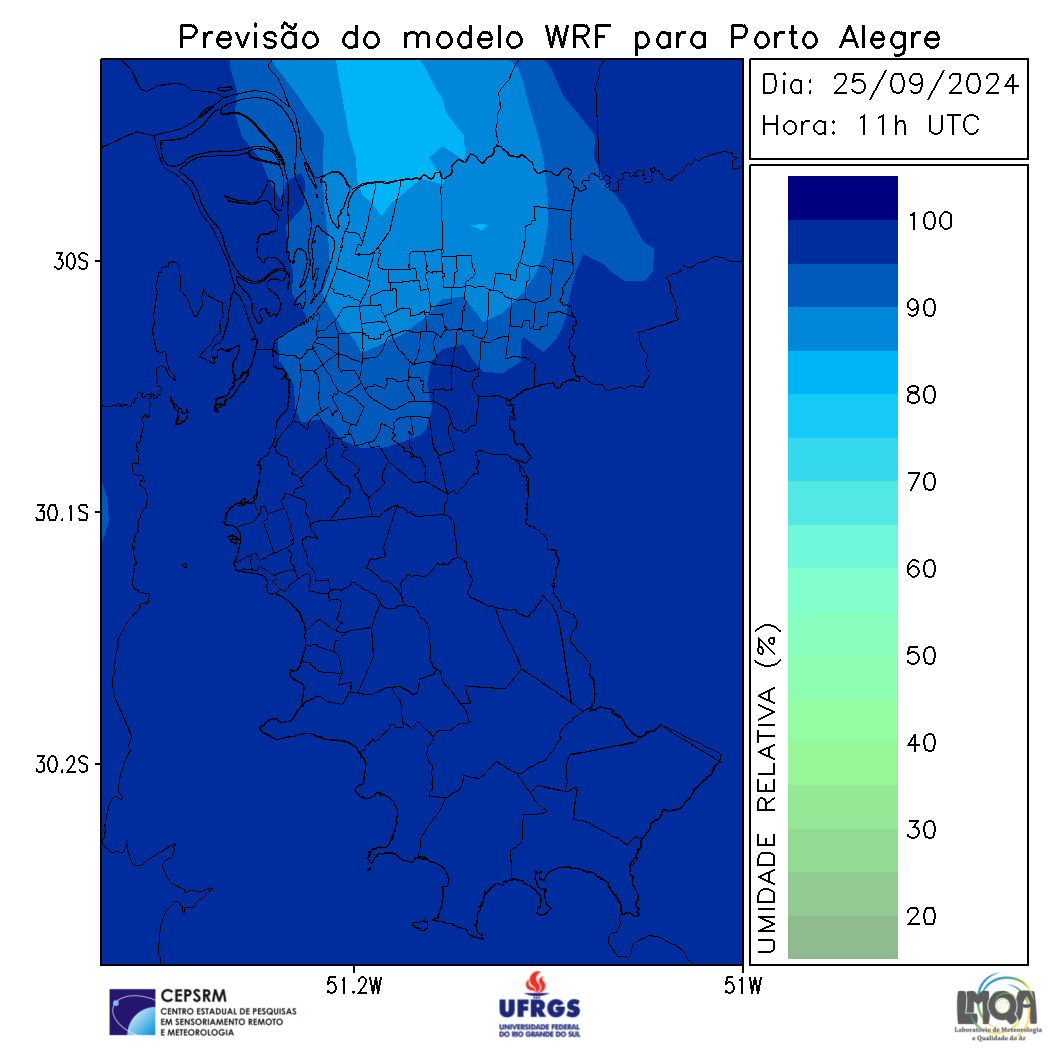 Previsão do modelo WRF para Porto Alegre
Dia: 25/09/2024
Hora: 11h UTC
100
90
80
70
60
50
40
30
20
UMIDADE RELATIVA (%)
30S
30.1S
30.2S
51.2W
51W
CEPSRM
CENTRO ESTADUAL DE PESQUISAS
EM SENSORIAMENTO REMOTO
E METEOROLOGIA
UFRGS
UNIVERSIDADE FEDERAL
DO RIO GRANDE DO SUL
LMQA
Laboratório de Meteorologia
e Qualidade do Ar